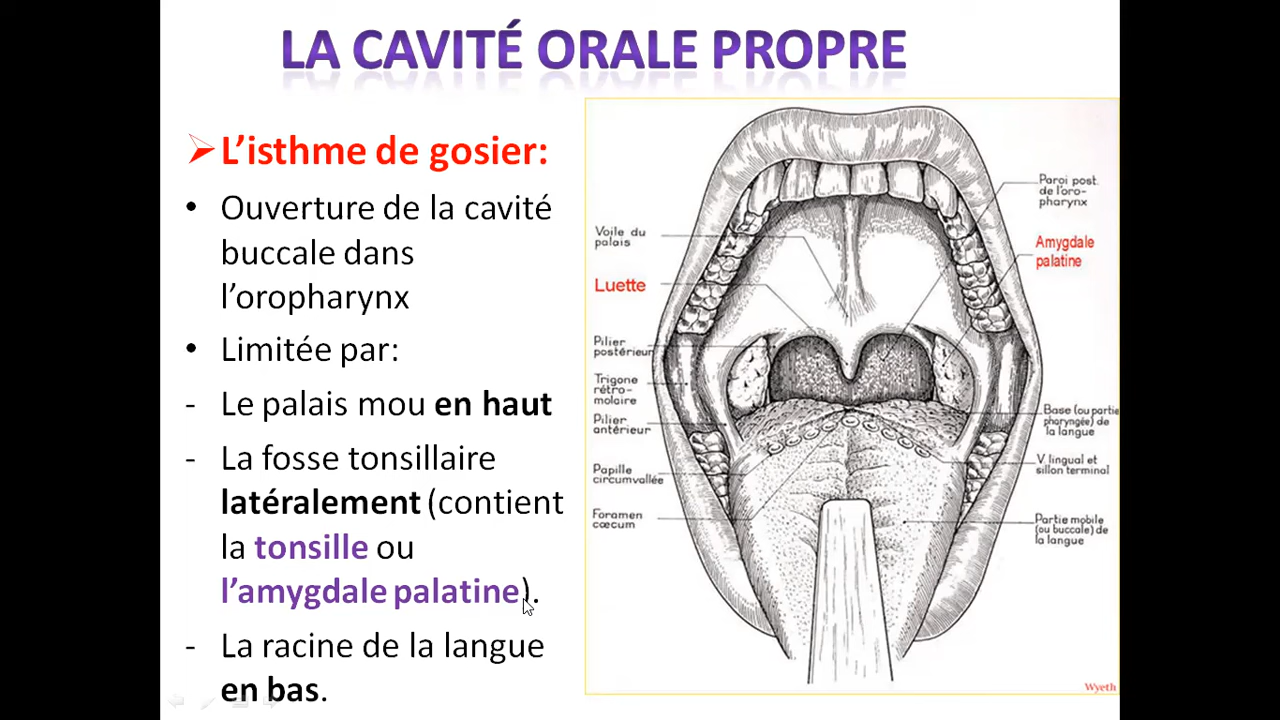 LA CAVITÉ ORALE PROPRE
L’isthme de gosier:
• Ouverture de la cavité
buccale dans
l’oropharynx
• Limitée par:
- Le palais mou en haut
- La fosse tonsillaire
latéralement (contient
la tonsille ou
l’amygdale palatine).
- La racine de la langue
en bas.
Voile du
palais
Luette
Pilier
postérieur
Trigone
rétro-
molaire
Pilier
antérieur
Papille
circumvallée
Foramen
cœcum
Paroi post.
de l'oro-
pharynx
Amygdale
palatine
Base (ou partie
pharyngée) de
la langue
V. lingual et
sillon terminal
Partie mobile
(ou buccale) de
la langue
Wyeth